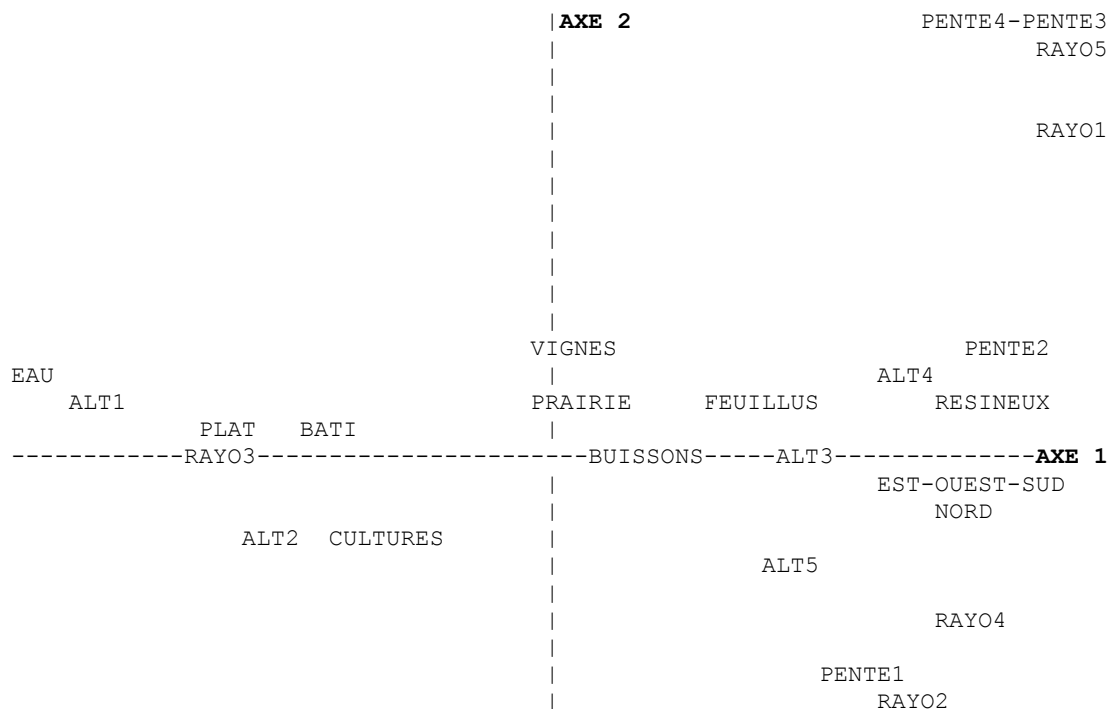 |AXE 2 PENTE4-PENTE3
| RAYO5
|
|
| RAYO1
|
|
|
|
|
|
|
VIGNES PENTE2
EAU | ALT4
ALT1 PRAIRIE FEUILLUS RESINEUX
PLAT BATI |
------------RAYO3-----------------------BUISSONS-----ALT3--------------AXE 1
| EST-OUEST-SUD
| NORD
ALT2 CULTURES |
| ALT5
|
| RAYO4
|
| PENTE1
| RAYO2